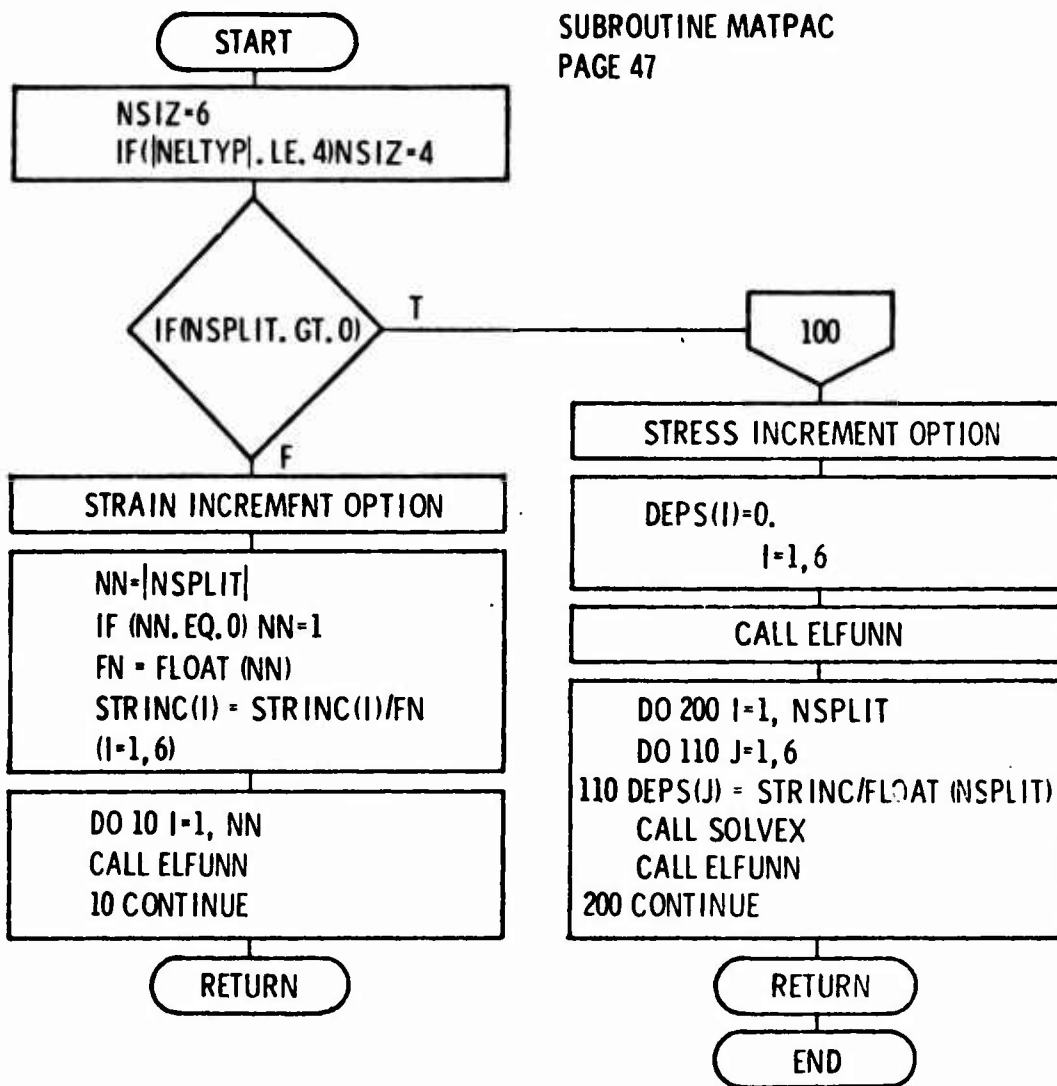 START
SUBROUTINE MATPAC
PAGE 47
NSIZ=6
IF(|NELTYP|.LE.4)NSIZ=4
IF(NSPLIT.GT.0)
T
100
F
STRAIN INCREMENT OPTION
NN=|NSPLIT|
IF (NN.EQ.0) NN=1
FN = FLOAT (NN)
STRINC(I) = STRINC(I)/FN
(I=1,6)
DO 10 I=1, NN
CALL ELFUNN
10 CONTINUE
RETURN
STRESS INCREMENT OPTION
DEPS(I)=0.
I=1,6
CALL ELFUNN
DO 200 I=1, NSPLIT
DO 110 J=1,6
110 DEPS(J) = STRINC/FLOAT (NSPLIT)
CALL SOLVEX
CALL ELFUNN
200 CONTINUE
RETURN
END